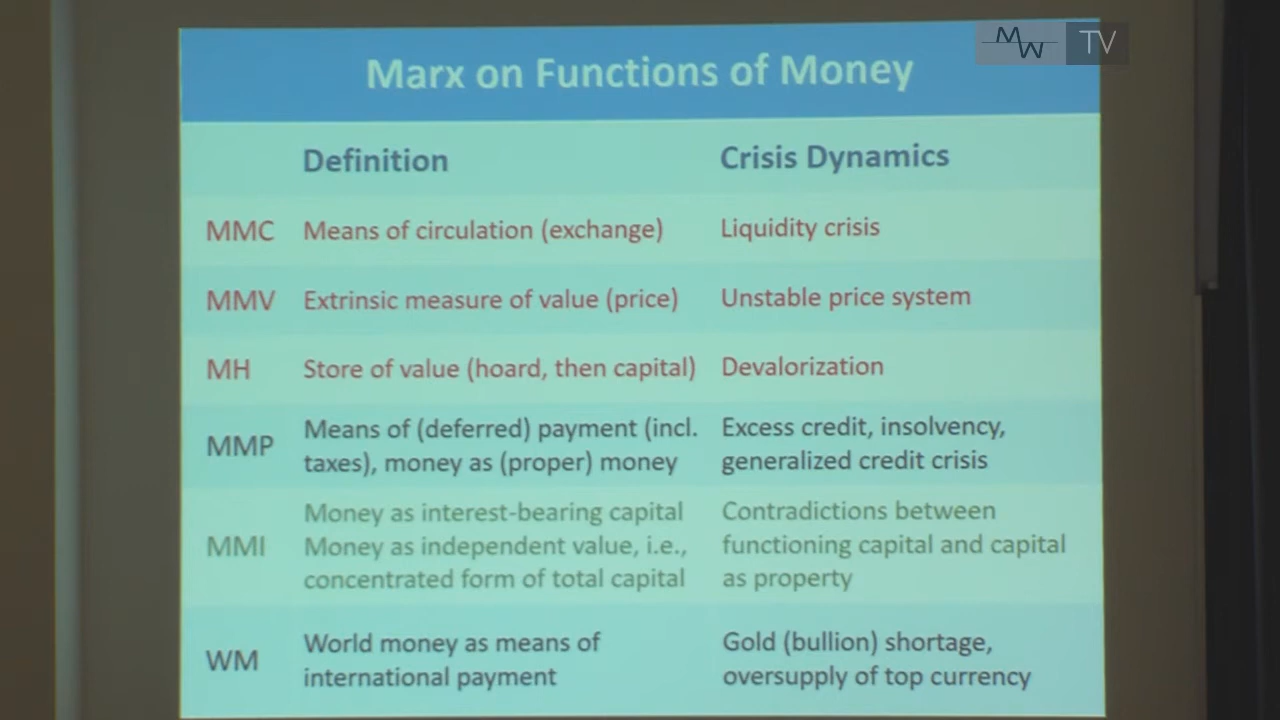 MW TV
Marx on Functions of Money
Definition Crisis Dynamics
MMC Means of circulation (exchange) Liquidity crisis
MMV Extrinsic measure of value (price) Unstable price system
MH Store of value (hoard, then capital) Devalorization
MMP Means of (deferred) payment (incl. taxes), money as (proper) money Excess credit, insolvency, generalized credit crisis
MMI Money as interest-bearing capital Money as independent value, i.e., concentrated form of total capital Contradictions between functioning capital and capital as property
WM World money as means of international payment Gold (bullion) shortage, oversupply of top currency